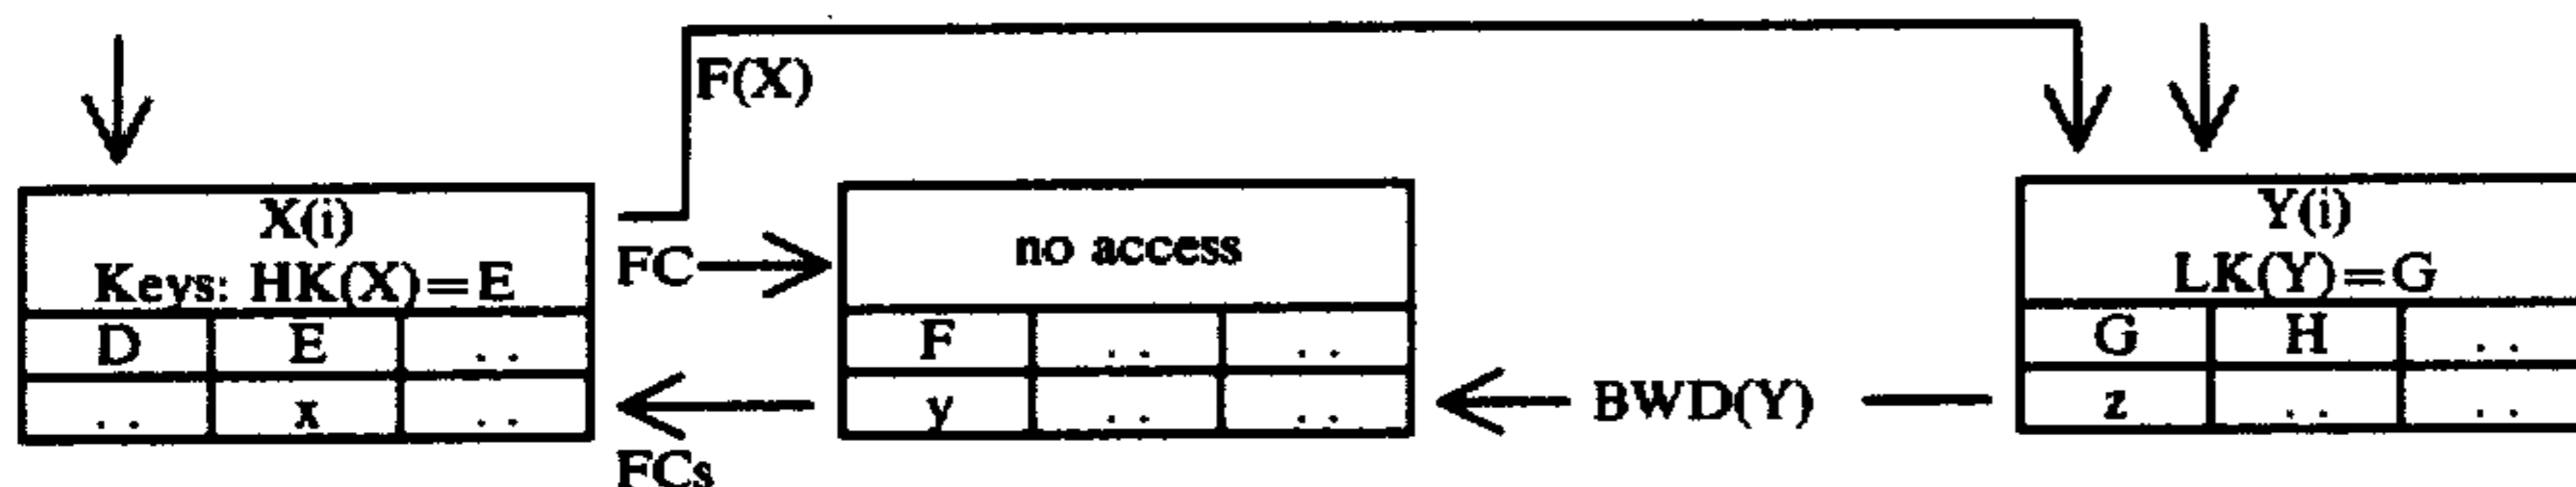 F(X)
X(i)
Keys: HK(X)=E
D E ..
.. x ..
FC
FCs
no access
F .. ..
y .. ..
BWD(Y)
Y(i)
LK(Y)=G
G H ..
z .. ..